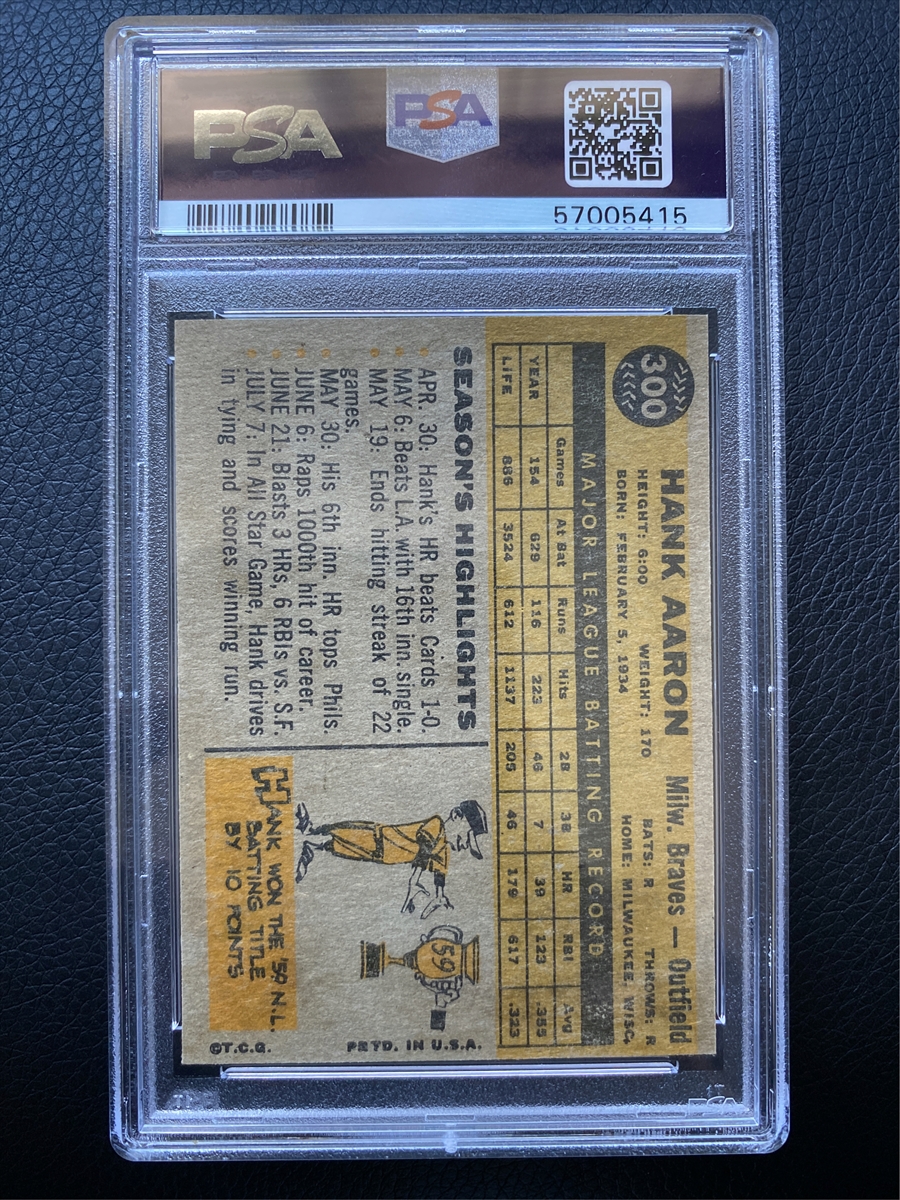 PSA
PSA
57005415
300
HANK AARON Milw. Braves — Outfield
HEIGHT: 6:00 WEIGHT: 170 BATS: R THROWS: R
BORN: FEBRUARY 5, 1934 HOME: MILWAUKEE, WISC.
MAJOR LEAGUE BATTING RECORD
Games At Bat Runs Hits 2B 3B HR RBI Avg
YEAR 154 629 116 223 46 7 39 123 .355
LIFE 886 3524 612 1137 205 46 179 617 .323
SEASON'S HIGHLIGHTS
APR. 30: Hank's HR beats Cards 1-0.
MAY 6: Beats L.A. with 16th inn. single.
MAY 19: Ends hitting streak of 22
games.
MAY 30: His 6th inn. HR tops Phils.
JUNE 6: Raps 1000th hit of career.
JUNE 21: Blasts 3 HRs, 6 RBIs vs. S.F.
JULY 7: In All Star Game, Hank drives
in tying and scores winning run.
59
HANK WON THE '59 N.L.
BATTING TITLE
BY 10 POINTS
©T.C.G. PRTD. IN U.S.A.
PSA